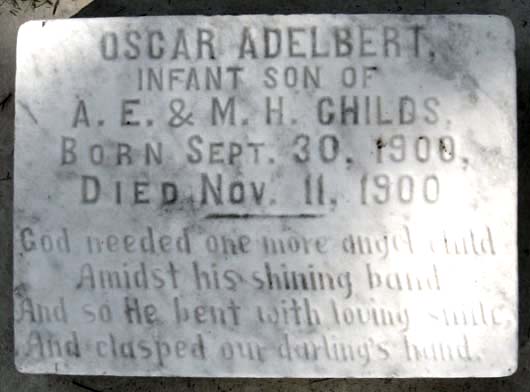 OSCAR ADELBERT,
INFANT SON OF
A. E. & M. H. CHILDS.
BORN SEPT. 30, 1900,
DIED NOV. 11, 1900
God needed one more angel child
Amidst his shining band
And so He bent with loving smile,
And clasped our darling's hand.